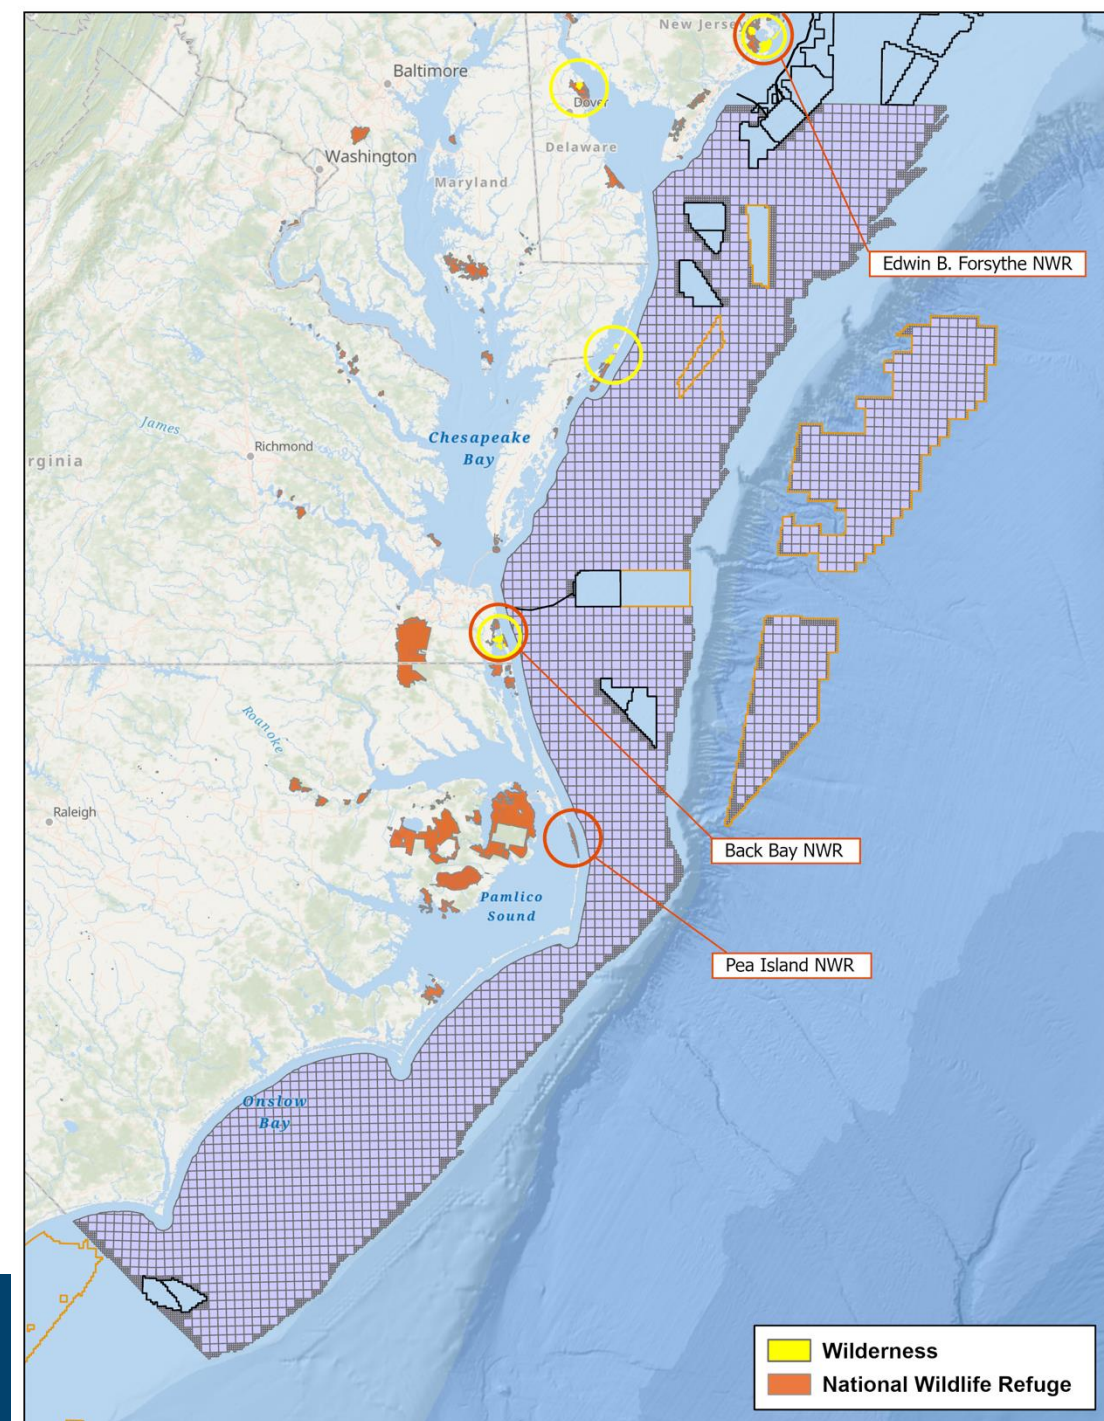 New Jersey
Baltimore
Dover
Washington
Delaware
Maryland
Edwin B. Forsythe NWR
James
Chesapeake
Bay
Richmond
rginia
Roanoke
Raleigh
Back Bay NWR
Pamlico
Sound
Pea Island NWR
Onslow
Bay
Wilderness
National Wildlife Refuge